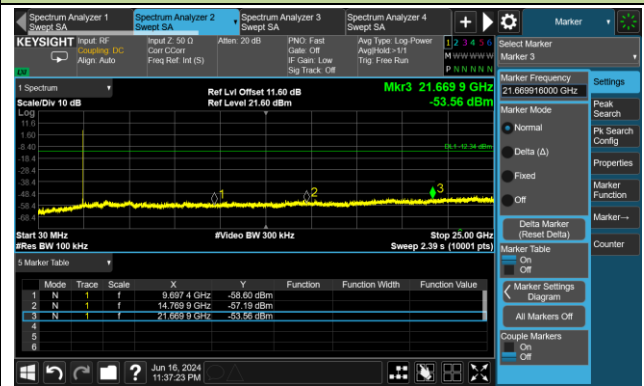 Spectrum Analyzer 1
Swept SA
Spectrum Analyzer 2
Swept SA
Spectrum Analyzer 3
Swept SA
Spectrum Analyzer 4
Swept SA
+
Marker
KEYSIGHT
Input: RF
Coupling: DC
Align: Auto
Input Z: 50 Ω
Corr CCorr
Freq Ref: Int (S)
Atten: 20 dB
PNO: Fast
Gate: Off
IF Gain: Low
Sig Track: Off
Avg Type: Log-Power
Avg|Hold:>1/1
Trig: Free Run
1 2 3 4 5 6
M W W W W W
P N N N N N
Select Marker
Marker 3
1 Spectrum
Scale/Div 10 dB
Ref Lvl Offset 11.60 dB
Ref Level 21.60 dBm
Mkr3 21.669 9 GHz
-53.56 dBm
Log
11.6
1.60
-8.40
-18.4
-28.4
-38.4
-48.4
-58.4
-68.4
DL1 -12.34 dBm
1
2
3
Start 30 MHz
#Res BW 100 kHz
#Video BW 300 kHz
Stop 25.00 GHz
Sweep 2.39 s (10001 pts)
5 Marker Table
Mode Trace Scale X Y Function Function Width Function Value
1 N 1 f 9.697 4 GHz -58.60 dBm
2 N 1 f 14.769 9 GHz -57.19 dBm
3 N 1 f 21.669 9 GHz -53.56 dBm
4
5
6
Marker Frequency
21.669916000 GHz
Marker Mode
Normal
Delta (Δ)
Fixed
Off
Delta Marker
(Reset Delta)
Marker Table
On
Off
Marker Settings
Diagram
All Markers Off
Couple Markers
On
Off
Settings
Peak
Search
Pk Search
Config
Properties
Marker
Function
Marker→
Counter
?
Jun 16, 2024
11:37:23 PM